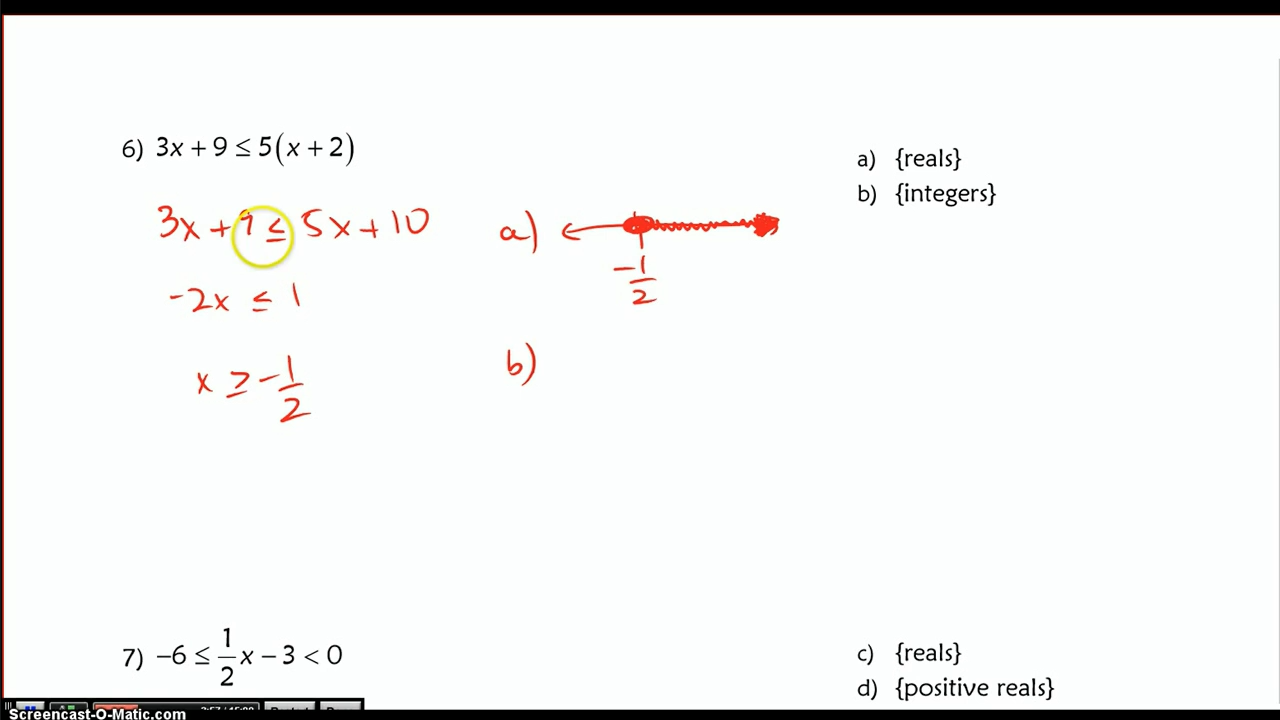 6) 3x + 9 ≤ 5(x + 2)
a) {reals}
b) {integers}
3x + 9 ≤ 5x + 10
a)
-1/2
-2x ≤ 1
x ≥ -1/2
b)
7) −6 ≤ 1/2 x − 3 < 0
c) {reals}
d) {positive reals}
Screencast-O-Matic.com